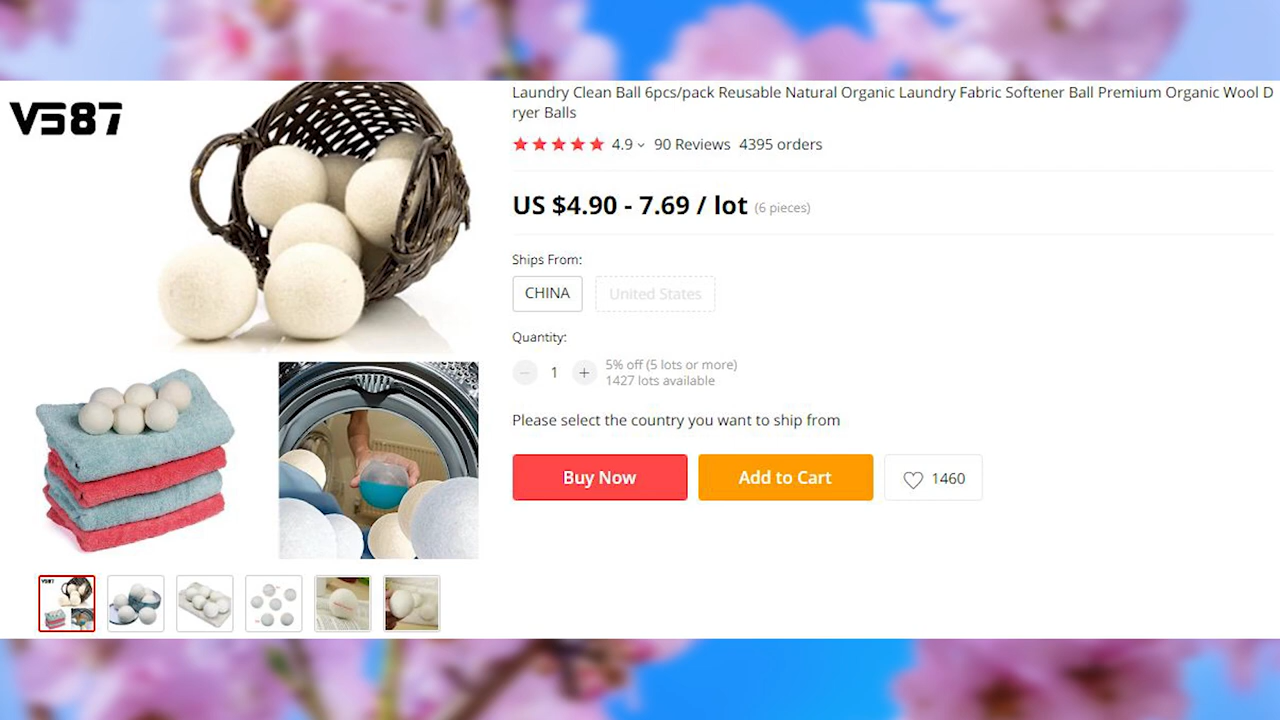 VS87
Laundry Clean Ball 6pcs/pack Reusable Natural Organic Laundry Fabric Softener Ball Premium Organic Wool D
ryer Balls
4.9 90 Reviews 4395 orders
US $4.90 - 7.69 / lot (6 pieces)
Ships From:
CHINA United States
Quantity:
1 + 5% off (5 lots or more)
1427 lots available
Please select the country you want to ship from
Buy Now Add to Cart 1460
VS87